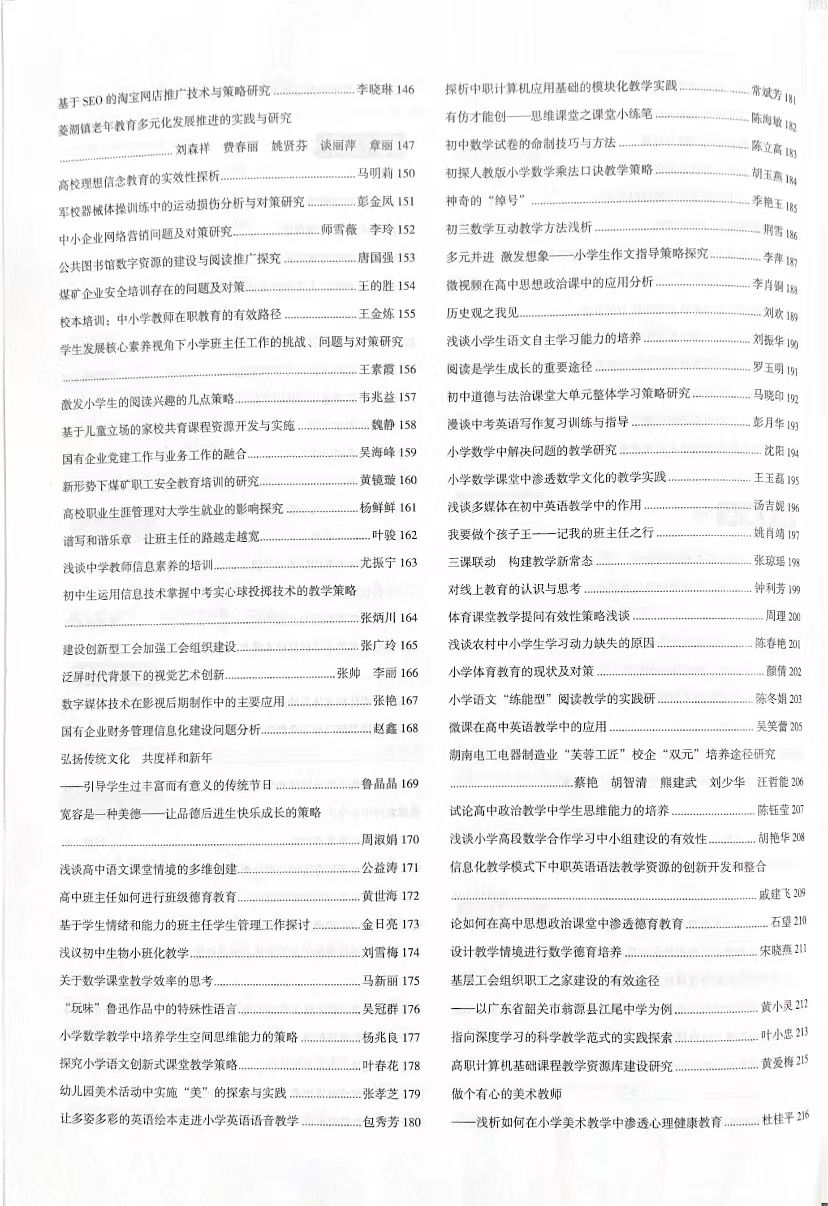 基于 SEO 的淘宝网店推广技术与策略研究 ........................ 李晓琳 146
菱湖镇老年教育多元化发展推进的实践与研究
........................ 刘森祥 费春丽 姚贤芬 谈丽萍 章丽 147
高校理想信念教育的实效性探析 ........................ 马明莉 150
军校器械体操训练中的运动损伤分析与对策研究 ............ 彭金凤 151
中小企业网络营销问题及对策研究 ........................ 师雪薇 李玲 152
公共图书馆数字资源的建设与阅读推广探究 ............ 唐国强 153
煤矿企业安全培训存在的问题及对策 ........................ 王的胜 154
校本培训：中小学教师在职教育的有效路径 ............ 王金炼 155
学生发展核心素养视角下小学班主任工作的挑战、问题与对策研究
........................ 王素霞 156
激发小学生的阅读兴趣的几点策略 ........................ 韦兆益 157
基于儿童立场的家校共育课程资源开发与实施 ............ 魏静 158
国有企业党建工作与业务工作的融合 ........................ 吴海峰 159
新形势下煤矿职工安全教育培训的研究 ........................ 黄镜璇 160
高校职业生涯管理对大学生就业的影响探究 ............ 杨鲜鲜 161
谱写和谐乐章 让班主任的路越走越宽 ........................ 叶骏 162
浅谈中学教师信息素养的培训 ........................ 尤振宁 163
初中生运用信息技术掌握中考实心球投掷技术的教学策略
........................ 张炳川 164
建设创新型工会加强工会组织建设 ........................ 张广玲 165
泛屏时代背景下的视觉艺术创新 ........................ 张帅 李丽 166
数字媒体技术在影视后期制作中的主要应用 ............ 张艳 167
国有企业财务管理信息化建设问题分析 ........................ 赵鑫 168
弘扬传统文化 共度祥和新年
——引导学生过丰富而有意义的传统节日 ............ 鲁晶晶 169
宽容是一种美德——让品德后进生快乐成长的策略
........................ 周淑娟 170
浅谈高中语文课堂情境的多维创建 ........................ 公益涛 171
高中班主任如何进行班级德育教育 ........................ 黄世海 172
基于学生情绪和能力的班主任学生管理工作探讨 ............ 金日亮 173
浅议初中生物小班化教学 ........................ 刘雪梅 174
关于数学课堂教学效率的思考 ........................ 马新丽 175
“玩味”鲁迅作品中的特殊性语言 ........................ 吴冠群 176
小学数学教学中培养学生空间思维能力的策略 ............ 杨兆良 177
探究小学语文创新式课堂教学策略 ........................ 叶春花 178
幼儿园美术活动中实施“美”的探索与实践 ............ 张孝芝 179
让多姿多彩的英语绘本走进小学英语语音教学 ............ 包秀芳 180
探析中职计算机应用基础的模块化教学实践 ............ 常斌芳 181
有仿才能创——思维课堂之课堂小练笔 ........................ 陈海敏 182
初中数学试卷的命制技巧与方法 ........................ 陈立高 183
初探人教版小学数学乘法口诀教学策略 ........................ 胡玉燕 184
神奇的“绰号” ........................ 季艳玉 185
初三数学互动教学方法浅析 ........................ 荆雪 186
多元并进 激发想象——小学生作文指导策略探究 ............ 李萍 187
微视频在高中思想政治课中的应用分析 ........................ 李肖铜 188
历史观之我见 ........................ 刘欢 189
浅谈小学生语文自主学习能力的培养 ........................ 刘振华 190
阅读是学生成长的重要途径 ........................ 罗玉明 191
初中道德与法治课堂大单元整体学习策略研究 ............ 马晓印 192
漫谈中考英语写作复习训练与指导 ........................ 彭月华 193
小学数学中解决问题的教学研究 ........................ 沈阳 194
小学数学课堂中渗透数学文化的教学实践 ............ 王玉磊 195
浅谈多媒体在初中英语教学中的作用 ........................ 汤吉妮 196
我要做个孩子王——记我的班主任之行 ........................ 姚肖靖 197
三课联动 构建教学新常态 ........................ 张琼瑶 198
对线上教育的认识与思考 ........................ 钟利芳 199
体育课堂教学提问有效性策略浅谈 ........................ 周理 200
浅谈农村中小学生学习动力缺失的原因 ........................ 陈春艳 201
小学体育教育的现状及对策 ........................ 颜倩 202
小学语文“练能型”阅读教学的实践研 ........................ 陈冬娟 203
微课在高中英语教学中的应用 ........................ 吴笑蕾 205
湖南电工电器制造业“芙蓉工匠”校企“双元”培养途径研究
........................ 蔡艳 胡智清 熊建武 刘少华 汪哲能 206
试论高中政治教学中学生思维能力的培养 ............ 陈钰莹 207
浅谈小学高段数学合作学习中小组建设的有效性 ............ 胡艳华 208
信息化教学模式下中职英语语法教学资源的创新开发和整合
........................ 戚建飞 209
论如何在高中思想政治课堂中渗透德育教育 ............ 石望 210
设计教学情境进行数学德育培养 ........................ 宋晓燕 211
基层工会组织职工之家建设的有效途径
——以广东省韶关市翁源县江尾中学为例 ............ 黄小灵 212
指向深度学习的科学教学范式的实践探索 ............ 叶小忠 213
高职计算机基础课程教学资源库建设研究 ............ 黄爱梅 215
做个有心的美术教师
——浅析如何在小学美术教学中渗透心理健康教育 ............ 杜桂平 216